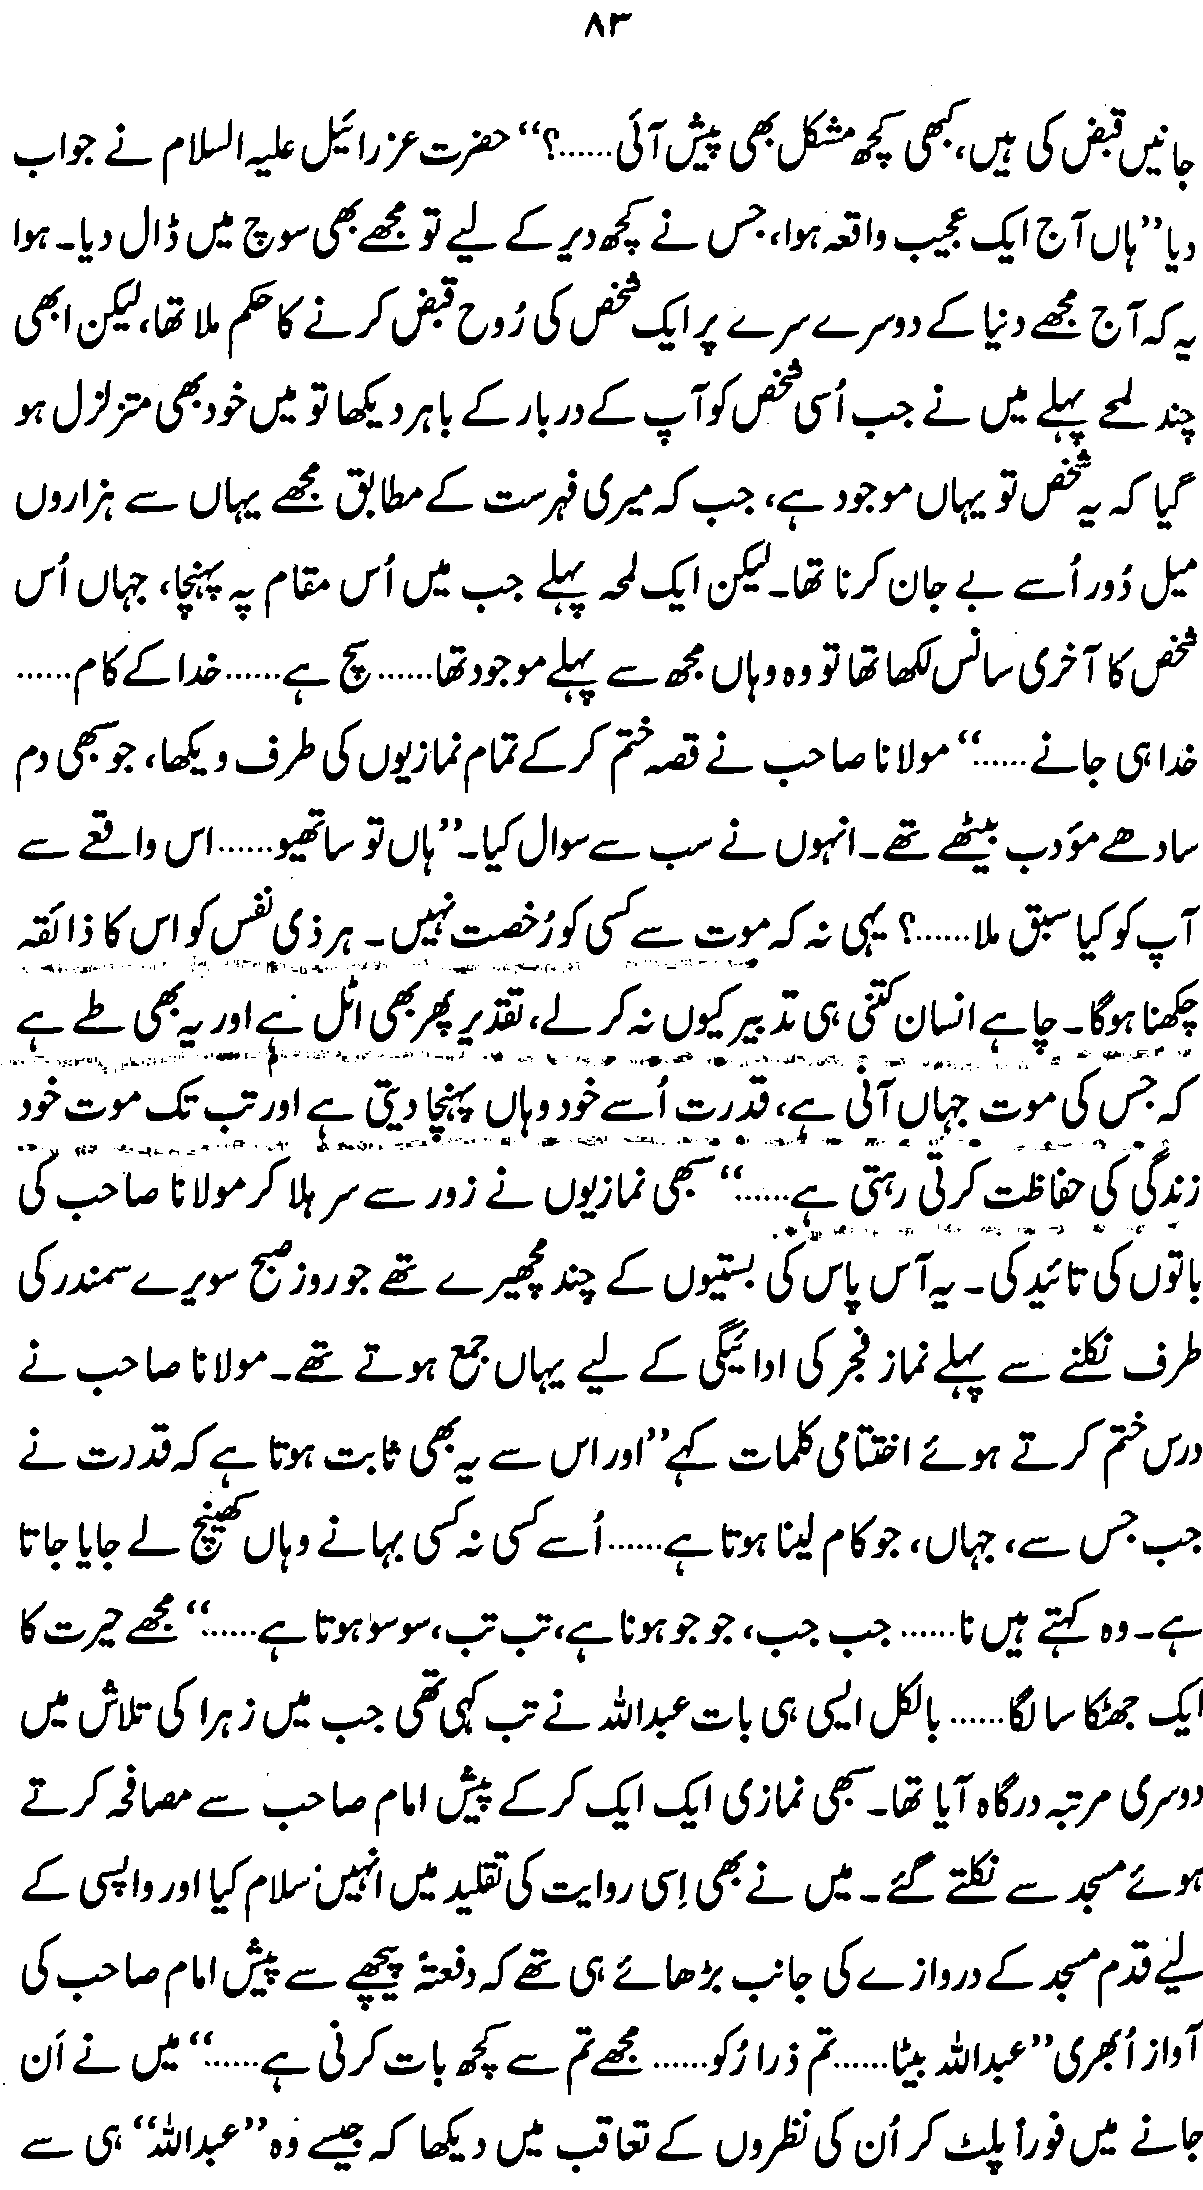 ۸۳
جانیں قبض کی ہیں، کبھی کچھ مشکل بھی پیش آئی......؟“ حضرت عزرائیل علیہ السلام نے جواب
دیا ”ہاں آج ایک عجیب واقعہ ہوا، جس نے کچھ دیر کے لیے تو مجھے بھی سوچ میں ڈال دیا۔ ہوا
یہ کہ آج مجھے دنیا کے دوسرے سرے پر ایک شخص کی رُوح قبض کرنے کا حکم ملا تھا، لیکن ابھی
چند لمحے پہلے میں نے جب اُسی شخص کو آپ کے دربار کے باہر دیکھا تو میں خود بھی متزلزل ہو
گیا کہ یہ شخص تو یہاں موجود ہے، جب کہ میری فہرست کے مطابق مجھے یہاں سے ہزاروں
میل دُور اُسے بے جان کرنا تھا۔ لیکن ایک لمحہ پہلے جب میں اُس مقام پہ پہنچا، جہاں اُس
شخص کا آخری سانس لکھا تھا تو وہ وہاں مجھ سے پہلے موجود تھا...... سچ ہے...... خدا کے کام......
خدا ہی جانے......“ مولانا صاحب نے قصہ ختم کر کے تمام نمازیوں کی طرف دیکھا، جو سبھی دم
سادھے مؤدب بیٹھے تھے۔ انہوں نے سب سے سوال کیا۔ ”ہاں تو ساتھیو...... اس واقعے سے
آپ کو کیا سبق ملا......؟ یہی نہ کہ موت سے کسی کو رُخصت نہیں۔ ہر ذی نفس کو اس کا ذائقہ
چکھنا ہوگا۔ چاہے انسان کتنی ہی تدبیر کیوں نہ کر لے، تقدیر پھر بھی اٹل ہے اور یہ بھی طے ہے
کہ جس کی موت جہاں آنی ہے، قدرت اُسے خود وہاں پہنچا دیتی ہے اور تب تک موت خود
زندگی کی حفاظت کرتی رہتی ہے......“ سبھی نمازیوں نے زور سے سر ہلا کر مولانا صاحب کی
باتوں کی تائید کی۔ یہ آس پاس کی بستیوں کے چند مچھیرے تھے جو روز صبح سویرے سمندر کی
طرف نکلنے سے پہلے نماز فجر کی ادائیگی کے لیے یہاں جمع ہوتے تھے۔ مولانا صاحب نے
درس ختم کرتے ہوئے اختتامی کلمات کہے ”اور اس سے یہ بھی ثابت ہوتا ہے کہ قدرت نے
جب جس سے، جہاں، جو کام لینا ہوتا ہے...... اُسے کسی نہ کسی بہانے وہاں کھینچ لے جایا جاتا
ہے۔ وہ کہتے ہیں نا...... جب جب، جو جو ہونا ہے، تب تب، سو سو ہوتا ہے......“ مجھے حیرت کا
ایک جھٹکا سا لگا...... بالکل ایسی ہی بات عبداللہ نے تب کہی تھی جب میں زہرا کی تلاش میں
دوسری مرتبہ درگاہ آیا تھا۔ سبھی نمازی ایک ایک کر کے پیش امام صاحب سے مصافحہ کرتے
ہوئے مسجد سے نکلتے گئے۔ میں نے بھی اِسی روایت کی تقلید میں انہیں سلام کیا اور واپسی کے
لیے قدم مسجد کے دروازے کی جانب بڑھائے ہی تھے کہ دفعتہً پیچھے سے پیش امام صاحب کی
آواز اُبھری ”عبداللہ بیٹا...... تم ذرا رُکو...... مجھے تم سے کچھ بات کرنی ہے......“ میں نے اَن
جانے میں فوراً پلٹ کر اُن کی نظروں کے تعاقب میں دیکھا کہ جیسے وہ ”عبداللہ“ ہی سے